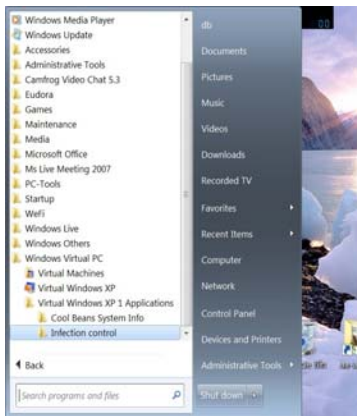 Windows Media Player
Windows Update
Accessories
Administrative Tools
Camfrog Video Chat 5.3
Eudora
Games
Maintenance
Media
Microsoft Office
Ms Live Meeting 2007
PC-Tools
Startup
WeFi
Windows Live
Windows Others
Windows Virtual PC
Virtual Machines
Virtual Windows XP
Virtual Windows XP 1 Applications
Cool Beans System Info
Infection control
Back
Search programs and files
db
Documents
Pictures
Music
Videos
Downloads
Recorded TV
Favorites
Recent Items
Computer
Network
Control Panel
Devices and Printers
Administrative Tools
Shut down
00